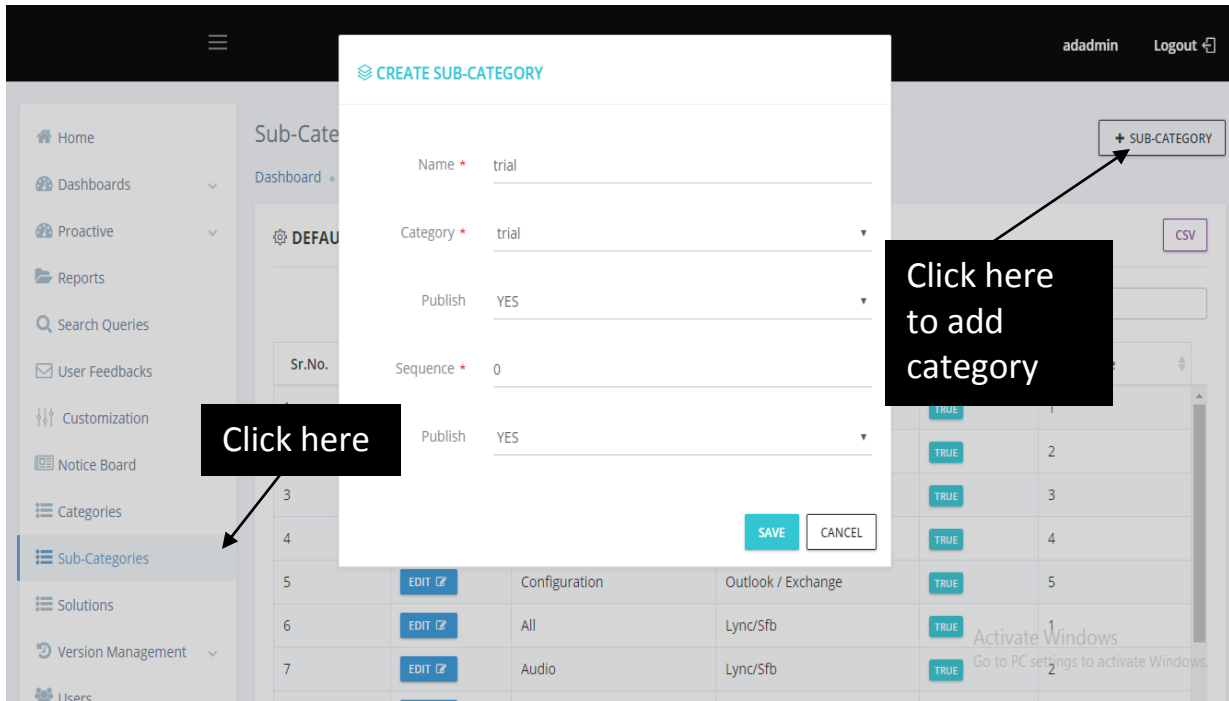 adadmin Logout
CREATE SUB-CATEGORY
Home
Sub-Cate
+ SUB-CATEGORY
Name * trial
Dashboards
Dashboard
Proactive
DEFAU
Category * trial
CSV
Click here
to add
category
Reports
Publish YES
Search Queries
Sr.No.
Sequence * 0
User Feedbacks
TRUE 1
Customization
Click here
Publish YES
TRUE 2
Notice Board
3 TRUE 3
Categories
SAVE CANCEL
4 TRUE 4
Sub-Categories
5 EDIT Configuration Outlook / Exchange TRUE 5
Solutions
6 EDIT All Lync/Sfb TRUE 1
Activate Windows
Version Management
Go to PC settings to activate Windows.
7 EDIT Audio Lync/Sfb TRUE 2
Users